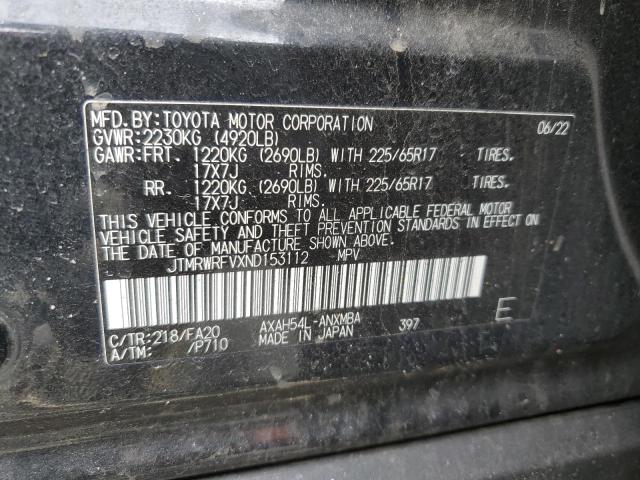 MFD.BY:TOYOTA MOTOR CORPORATION 06/22
GVWR:2230KG (4920LB)
GAWR:FRT. 1220KG (2690LB) WITH 225/65R17 TIRES.
17X7J RIMS.
RR. 1220KG (2690LB) WITH 225/65R17 TIRES.
17X7J RIMS.
THIS VEHICLE CONFORMS TO ALL APPLICABLE FEDERAL MOTOR
VEHICLE SAFETY AND THEFT PREVENTION STANDARDS IN EFFECT ON
THE DATE OF MANUFACTURE SHOWN ABOVE.
JTMRWRFVXND153112 MPV
C/TR:218/FA20 AXAH54L-ANXMBA 397 E
A/TM: /P710 MADE IN JAPAN